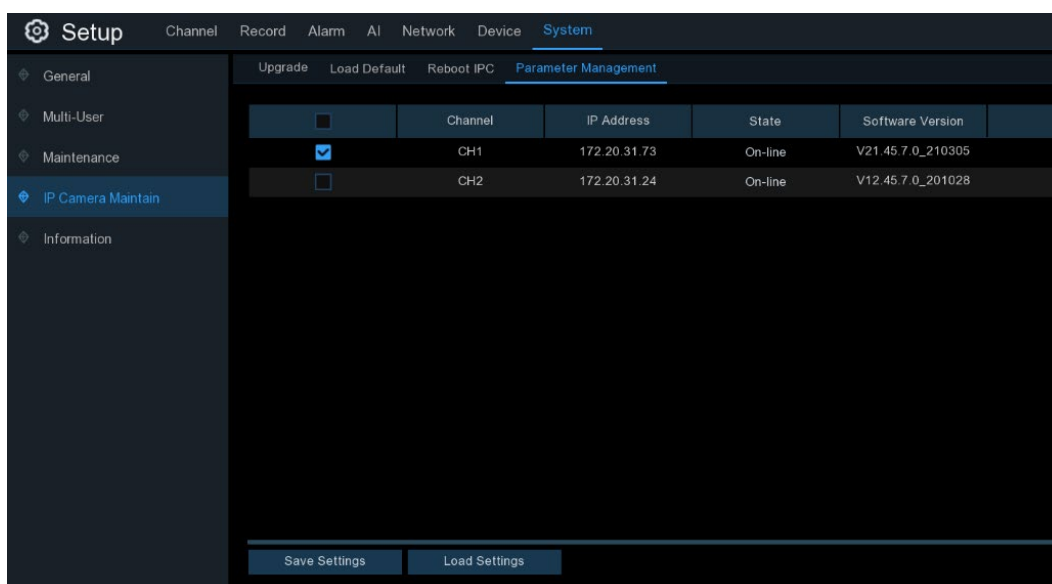 Setup Channel Record Alarm AI Network Device System
General
Multi-User
Maintenance
IP Camera Maintain
Information
Upgrade Load Default Reboot IPC Parameter Management
Channel IP Address State Software Version
CH1 172.20.31.73 On-line V21.45.7.0_210305
CH2 172.20.31.24 On-line V12.45.7.0_201028
Save Settings Load Settings